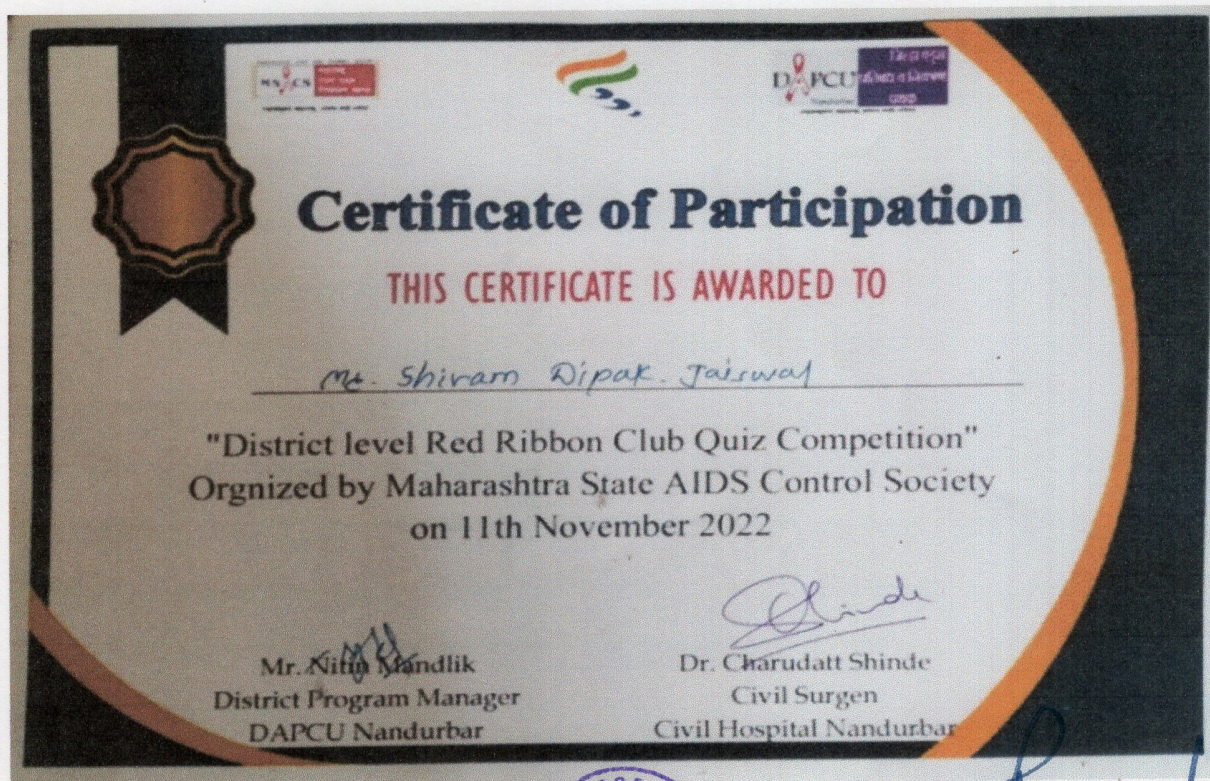 DAPCU
Certificate of Participation
THIS CERTIFICATE IS AWARDED TO
Shivam Dipak. Jaiswal
"District level Red Ribbon Club Quiz Competition"
Orgnized by Maharashtra State AIDS Control Society
on 11th November 2022
Shinde
Mr. Nitin Mandlik
District Program Manager
DAPCU Nandurbar
Dr. Charudatt Shinde
Civil Surgen
Civil Hospital Nandurbar